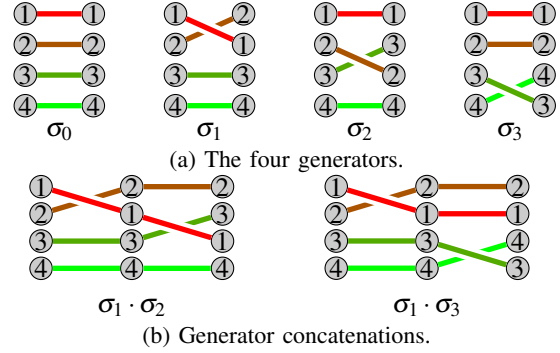 1 1 1 2 1 1 1 1
2 2 2 1 2 3 2 2
3 3 3 3 3 2 3 4
4 4 4 4 4 4 4 3
σ0 σ1 σ2 σ3
(a) The four generators.
1 2 2 1 2 2
2 1 3 2 1 1
3 3 1 3 3 4
4 4 4 4 4 3
σ1 · σ2 σ1 · σ3
(b) Generator concatenations.